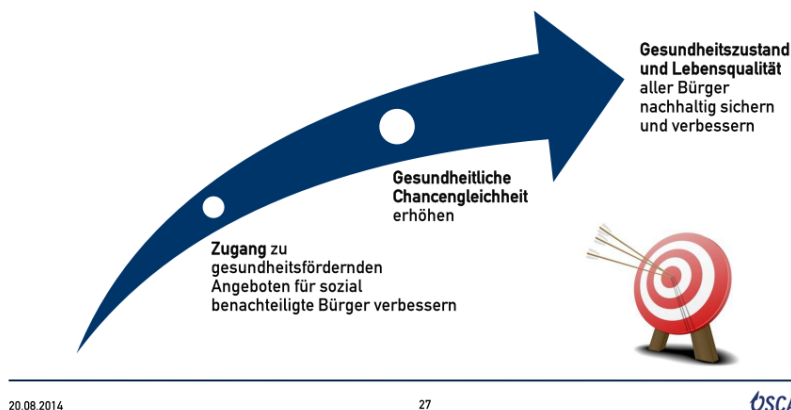 Gesundheitszustand
und Lebensqualität
aller Bürger
nachhaltig sichern
und verbessern
Gesundheitliche
Chancengleichheit
erhöhen
Zugang zu
gesundheitsfördernden
Angeboten für sozial
benachteiligte Bürger verbessern
20.08.2014
27